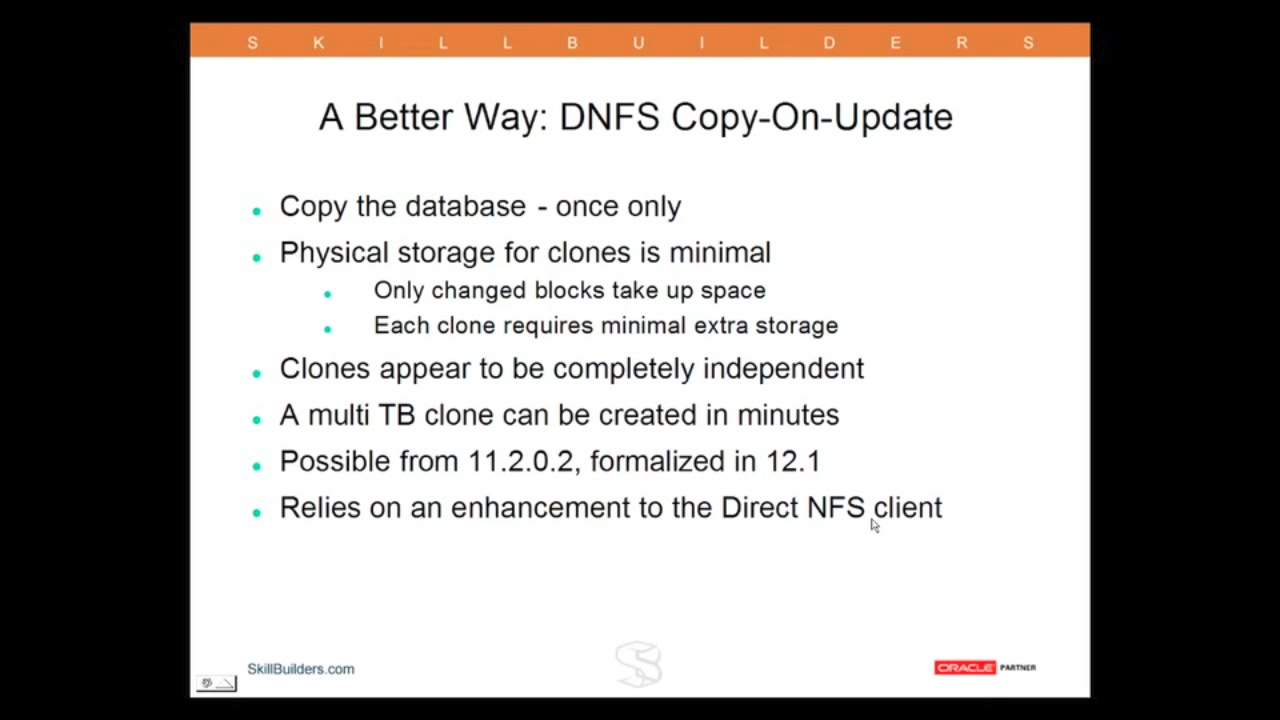 S K I L L B U I L D E R S
A Better Way: DNFS Copy-On-Update
Copy the database - once only
Physical storage for clones is minimal
Only changed blocks take up space
Each clone requires minimal extra storage
Clones appear to be completely independent
A multi TB clone can be created in minutes
Possible from 11.2.0.2, formalized in 12.1
Relies on an enhancement to the Direct NFS client
SkillBuilders.com
S
ORACLE PARTNER